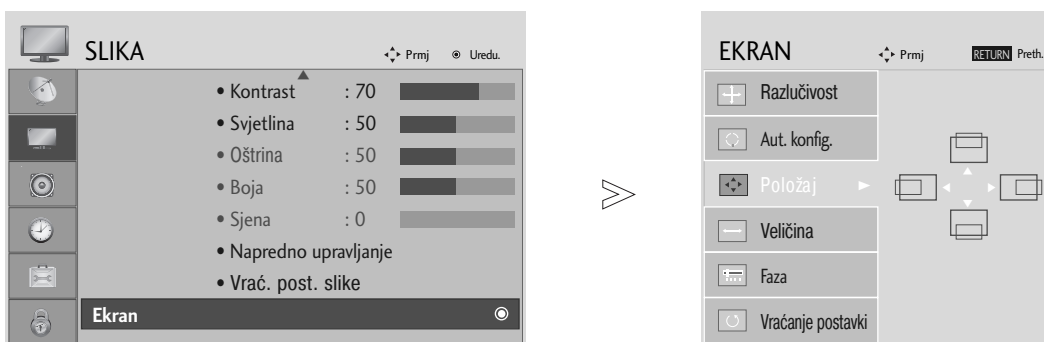 SLIKA Prmj Uredu.
• Kontrast : 70
• Svjetlina : 50
• Oštrina : 50
• Boja : 50
• Sjena : 0
• Napredno upravljanje
• Vrać. post. slike
Ekran
EKRAN Prmj RETURN Preth.
Razlučivost
Aut. konfig.
Položaj
Veličina
Faza
Vraćanje postavki